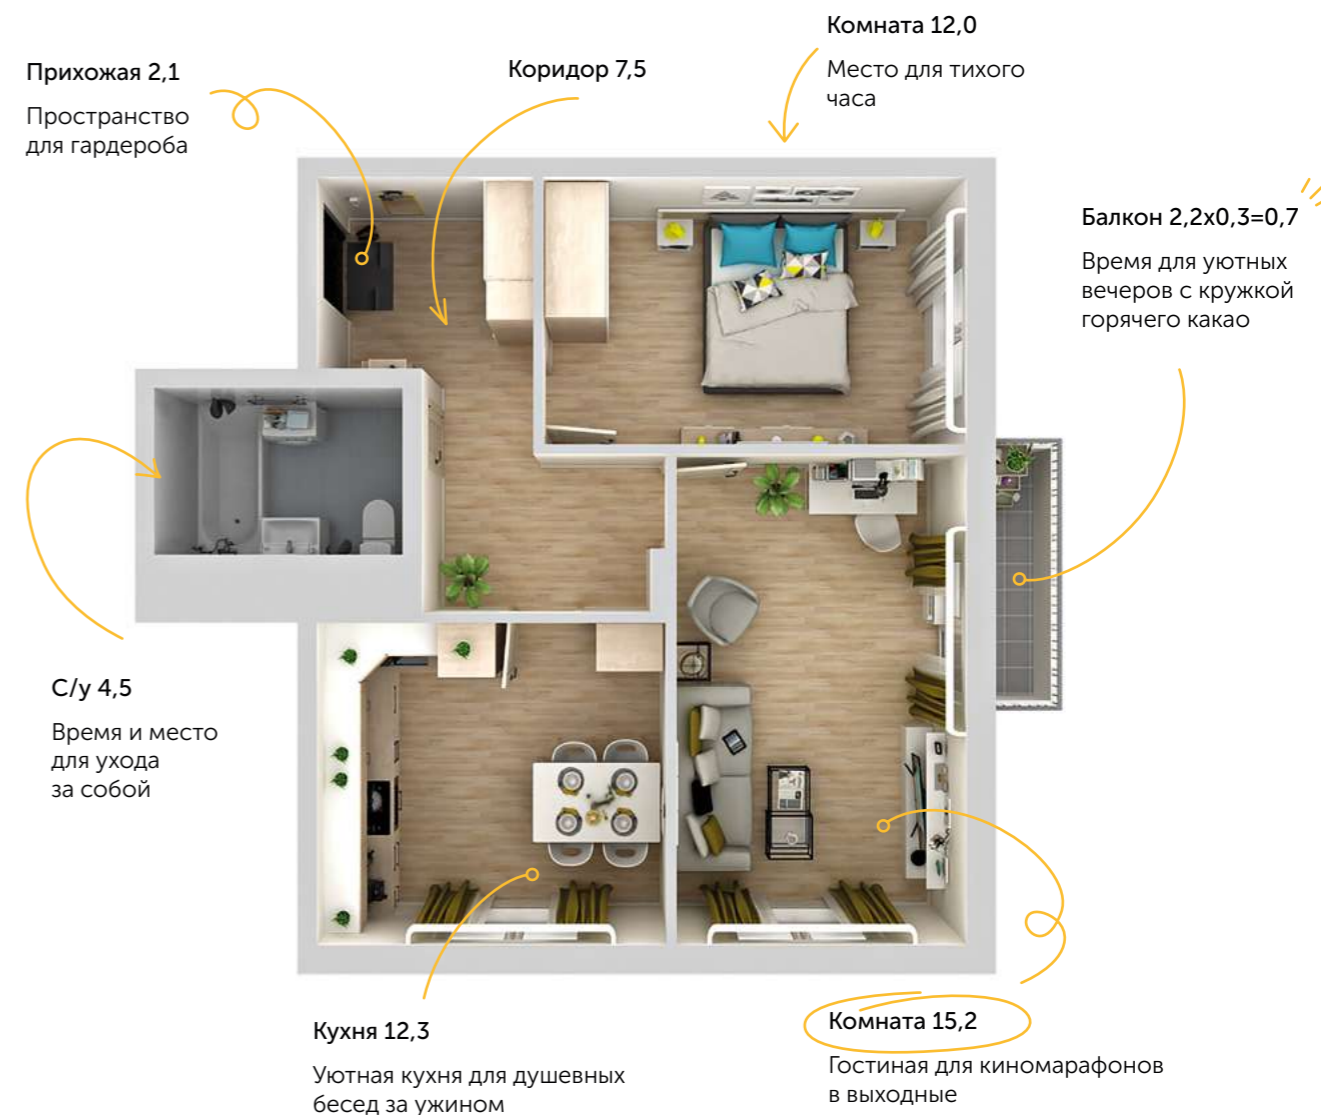 Комната 12,0
Место для тихого
часа
Прихожая 2,1
Пространство
для гардероба
Коридор 7,5
Балкон 2,2х0,3=0,7
Время для уютных
вечеров с кружкой
горячего какао
С/у 4,5
Время и место
для ухода
за собой
Кухня 12,3
Уютная кухня для душевных
бесед за ужином
Комната 15,2
Гостиная для киномарафонов
в выходные